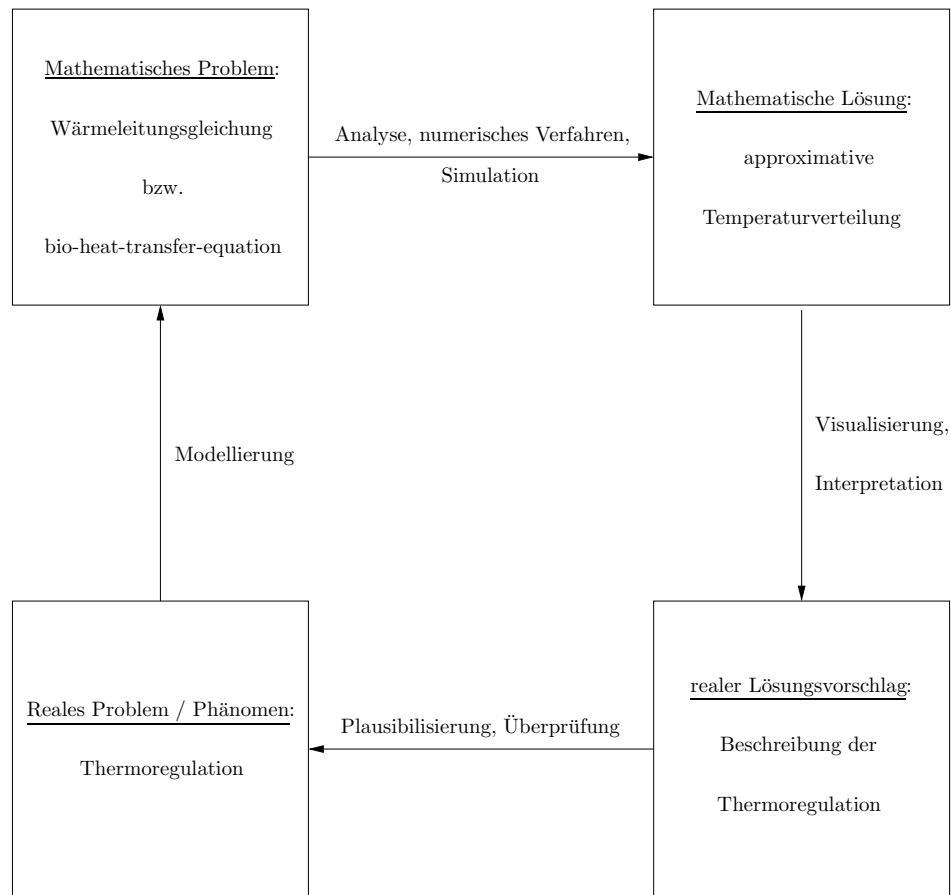 Mathematisches Problem:
Wärmeleitungsgleichung
bzw.
bio-heat-transfer-equation
Analyse, numerisches Verfahren,
Simulation
Mathematische Lösung:
approximative
Temperaturverteilung
Modellierung
Visualisierung,
Interpretation
Reales Problem / Phänomen:
Thermoregulation
Plausibilisierung, Überprüfung
realer Lösungsvorschlag:
Beschreibung der
Thermoregulation